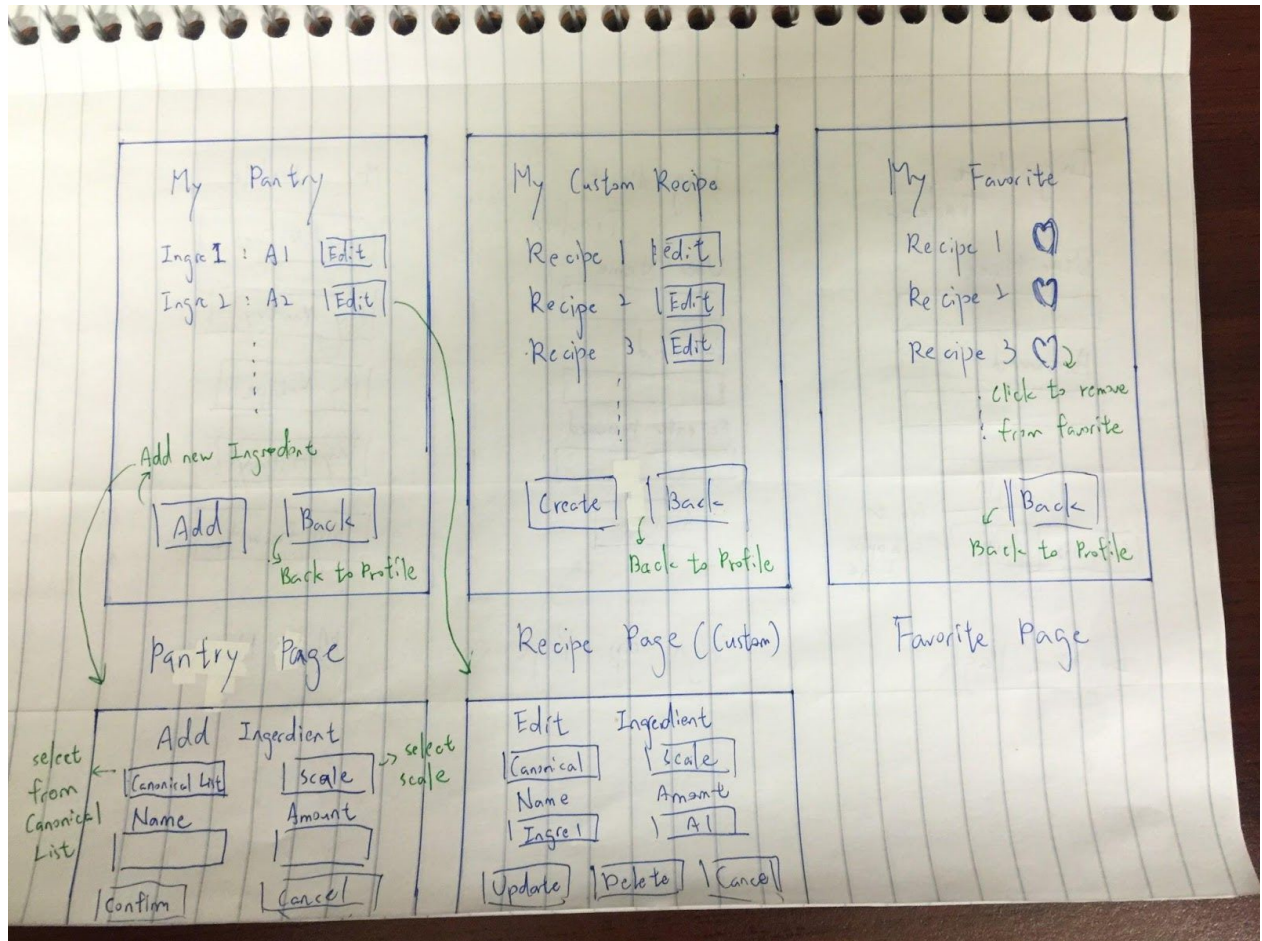 My Pantry
Ingre 1 : A1 Edit
Ingre 2 : A2 Edit
Add new Ingredont
Add Back
Back to Profile
Pantry Page
My Custom Recipe
Recipe 1 edit
Recipe 2 Edit
Recipe 3 Edit
Create Back
Back to Profile
Recipe Page (Custom)
My Favorite
Recipe 1
Recipe 2
Recipe 3
Click to remove
from favorite
Back
Back to Profile
Favorite Page
Add Ingerdient
select
from
Canonical
List
Canonical List Scale
select
scale
Name Amount
Confirm Cancel
Edit Ingredient
Canonical Scale
Name Amount
Ingre 1 A1
Update Delete Cancel